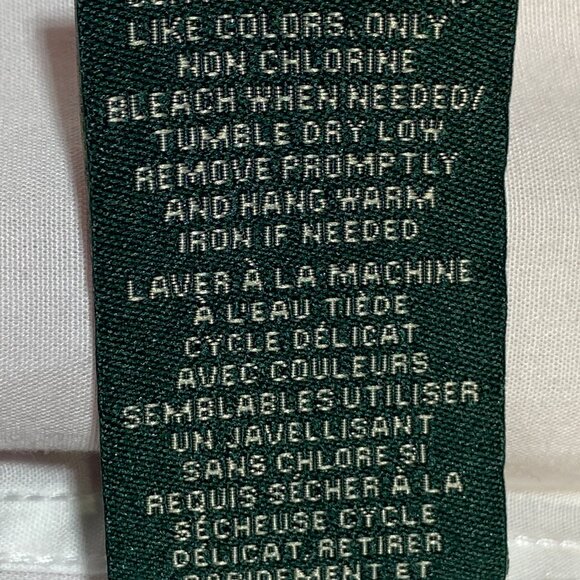 LIKE COLORS. ONLY
NON CHLORINE
BLEACH WHEN NEEDED/
TUMBLE DRY LOW
REMOVE PROMPTLY
AND HANG WARM
IRON IF NEEDED
LAVER À LA MACHINE
À L'EAU TIÈDE
CYCLE DÉLICAT
AVEC COULEURS
SEMBLABLES UTILISER
UN JAVELLISANT
SANS CHLORE SI
REQUIS SÉCHER À LA
SÉCHEUSE CYCLE
DÉLICAT. RETIRER
RAPIDEMENT ET